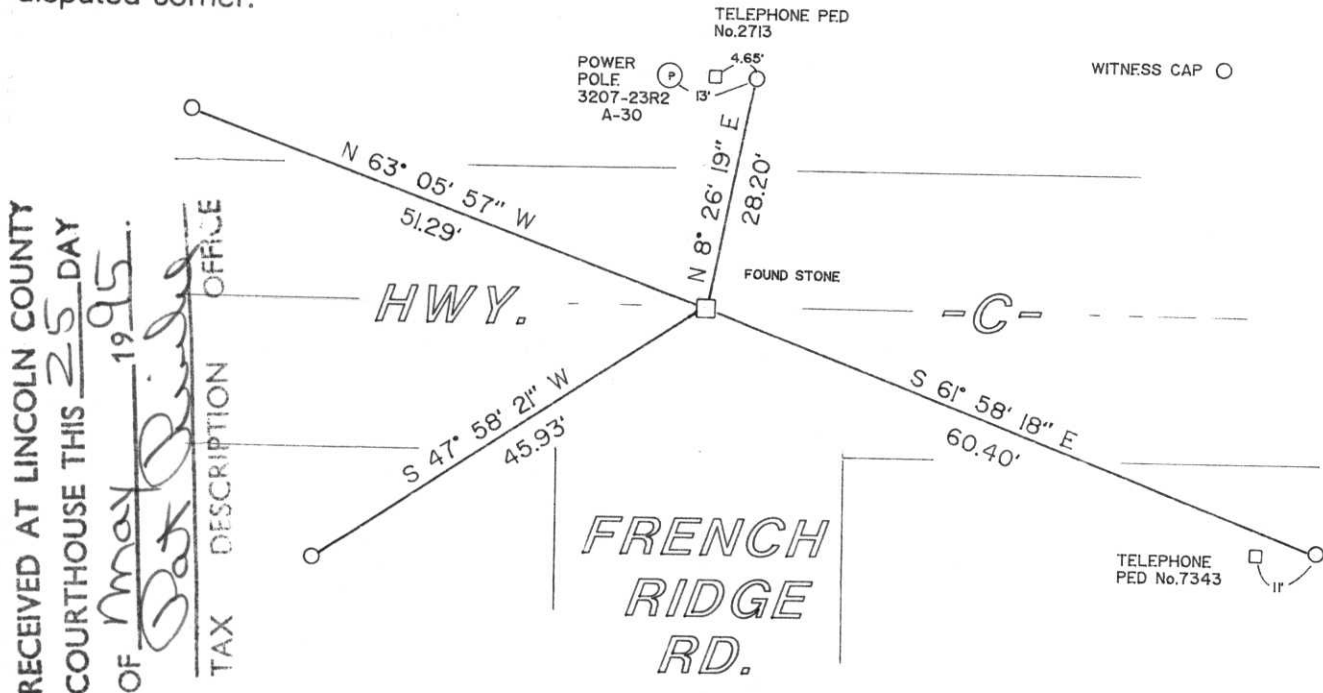 disputed corner.
TELEPHONE PED
No.2713
4.65'
POWER
POLE
3207-23R2
A-30
P
13'
WITNESS CAP
N 63° 05' 57" W
51.29'
N 8° 26' 19" E
28.20'
FOUND STONE
HWY.
-C-
S 47° 58' 21" W
45.93'
S 61° 58' 18" E
60.40'
FRENCH
RIDGE
RD.
TELEPHONE
PED No.7343
11'
RECEIVED AT LINCOLN COUNTY
COURTHOUSE THIS 25 DAY
OF May 1995.
Pat
TAX DESCRIPTION OFFICE